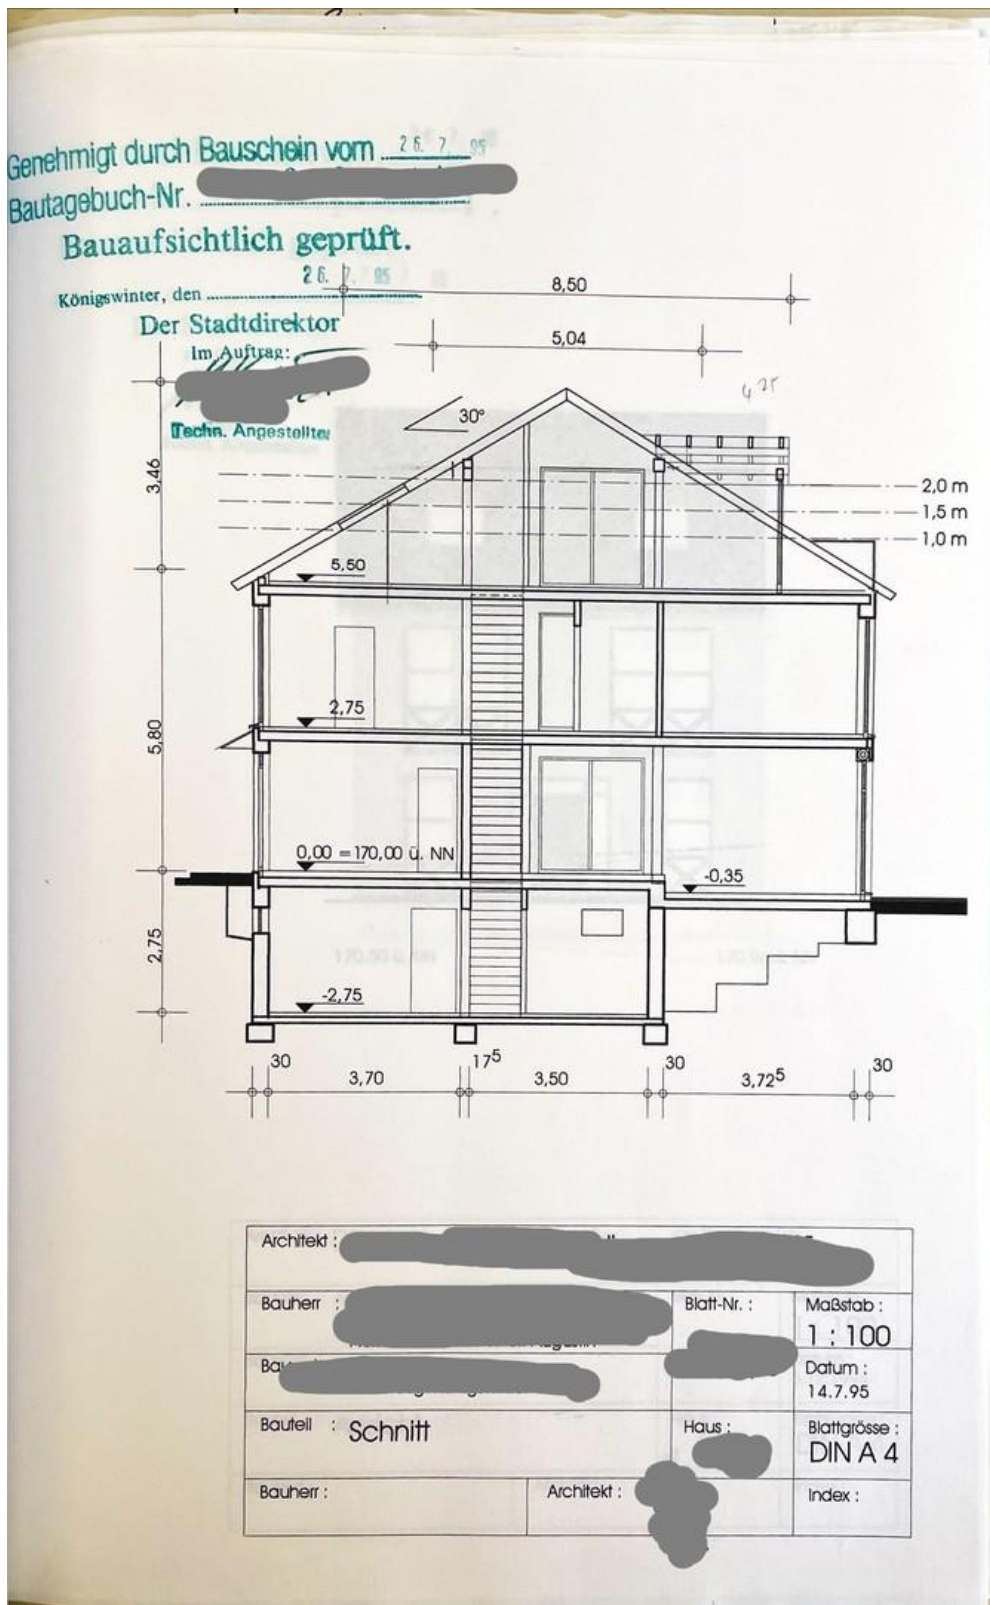 Genehmigt durch Bauschein vom 26. 7. 95
Bautagebuch-Nr.
Bauaufsichtlich geprüft.
Königswinter, den 26. 7. 95
Der Stadtdirektor
Im Auftrag:
Techn. Angestellter
8,50
5,04
4 25
30°
3,46
2,0 m
1,5 m
1,0 m
5,50
2,75
5,80
0,00 = 170,00 ü. NN
-0,35
2,75
-2,75
30
3,70
17⁵
3,50
30
3,72⁵
30
Architekt :
Bauherr :
Blatt-Nr. :
Maßstab :
1 : 100
Datum :
14.7.95
Bauteil : Schnitt
Haus :
Blattgrösse :
DIN A 4
Bauherr :
Architekt :
Index :